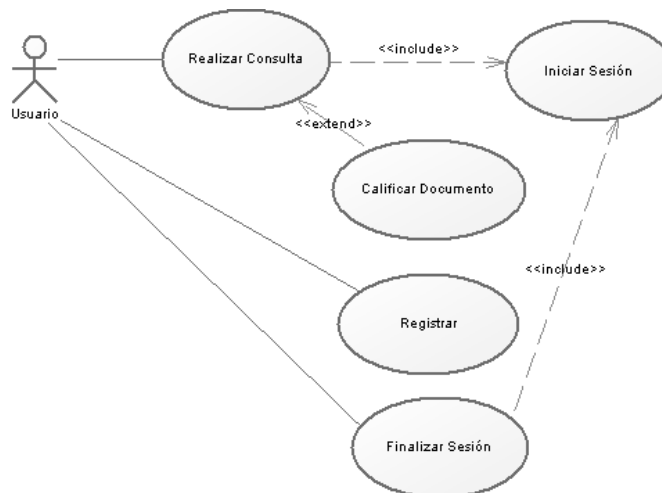 Realizar Consulta
<<include>>
Iniciar Sesión
Usuario
<<extend>>
Calificar Documento
<<include>>
Registrar
Finalizar Sesión